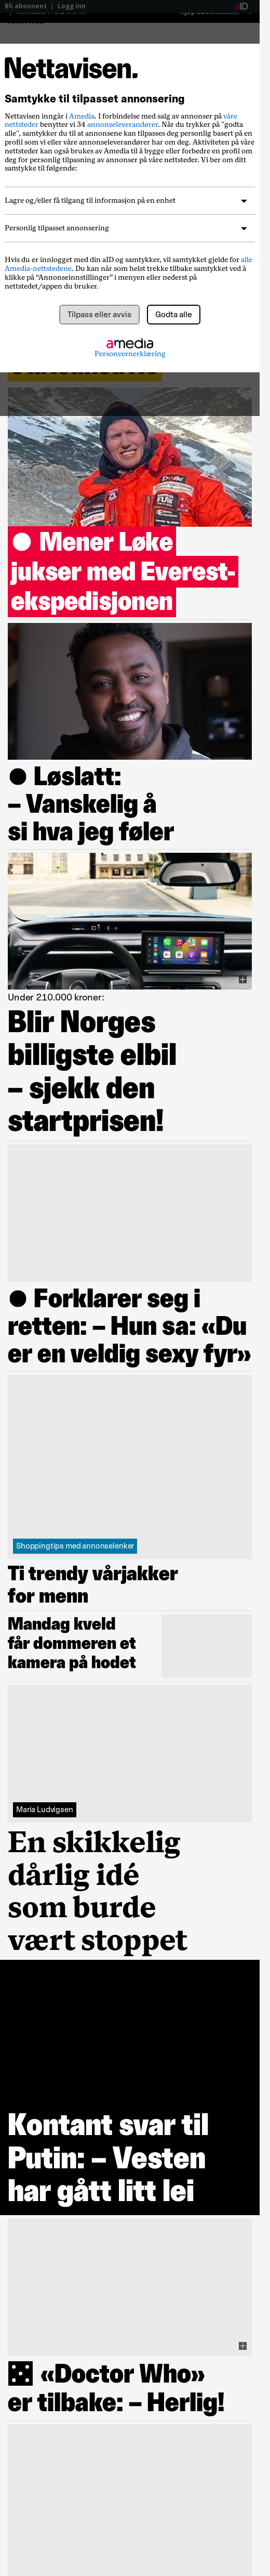 Bli abonnent | Logg inn
aID
Nettavisen.
Samtykke til tilpasset annonsering
Nettavisen inngår i Amedia. I forbindelse med salg av annonser på våre
nettsteder benytter vi 34 annonseleverandører. Når du trykker på "godta
alle", samtykker du til at annonsene kan tilpasses deg personlig basert på en
profil som vi eller våre annonseleverandører har om deg. Aktiviteten på våre
nettsteder kan også brukes av Amedia til å bygge eller forbedre en profil om
deg for personlig tilpasning av annonser på våre nettsteder. Vi ber om ditt
samtykke til følgende:
Lagre og/eller få tilgang til informasjon på en enhet
Personlig tilpasset annonsering
Hvis du er innlogget med din aID og samtykker, vil samtykket gjelde for alle
Amedia-nettstedene. Du kan når som helst trekke tilbake samtykket ved å
klikke på “Annonseinnstillinger” i menyen eller nederst på
nettstedet/appen du bruker.
Tilpass eller avvis
Godta alle
amedia
Personvernerklæring
Mener Løke
jukser med Everest-
ekspedisjonen
Løslatt:
– Vanskelig å
si hva jeg føler
Under 210.000 kroner:
Blir Norges
billigste elbil
– sjekk den
startprisen!
Forklarer seg i
retten: – Hun sa: «Du
er en veldig sexy fyr»
Shoppingtips med annonselenker
Ti trendy vårjakker
for menn
Mandag kveld
får dommeren et
kamera på hodet
Maria Ludvigsen
En skikkelig
dårlig idé
som burde
vært stoppet
Kontant svar til
Putin: – Vesten
har gått litt lei
«Doctor Who»
er tilbake: – Herlig!